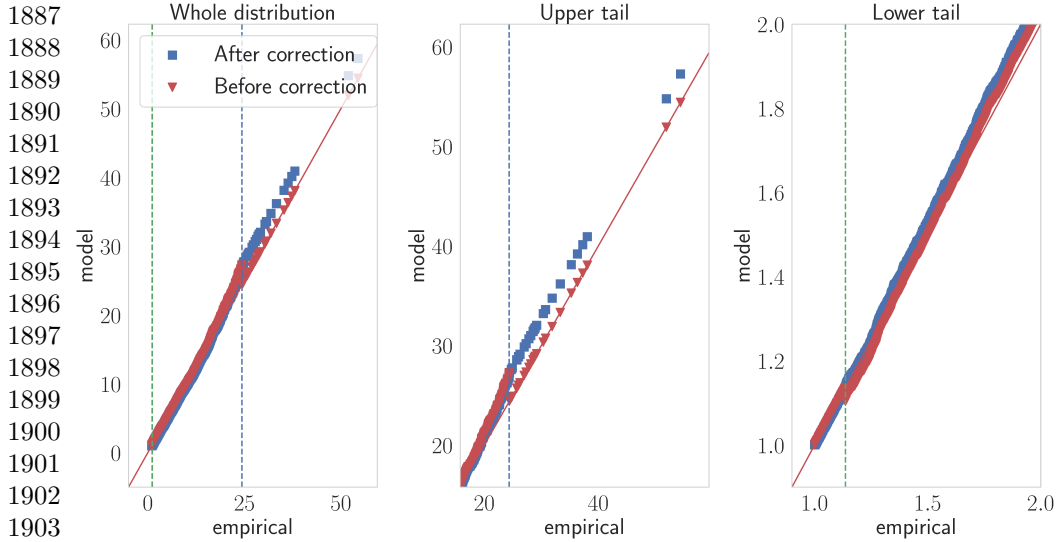 1887
1888
1889
1890
1891
1892
1893
1894
1895
1896
1897
1898
1899
1900
1901
1902
1903
Whole distribution
After correction
Before correction
60
50
40
30
20
10
0
model
0 25 50
empirical
Upper tail
60
50
40
30
20
model
20 40
empirical
Lower tail
2.0
1.8
1.6
1.4
1.2
1.0
model
1.0 1.5 2.0
empirical